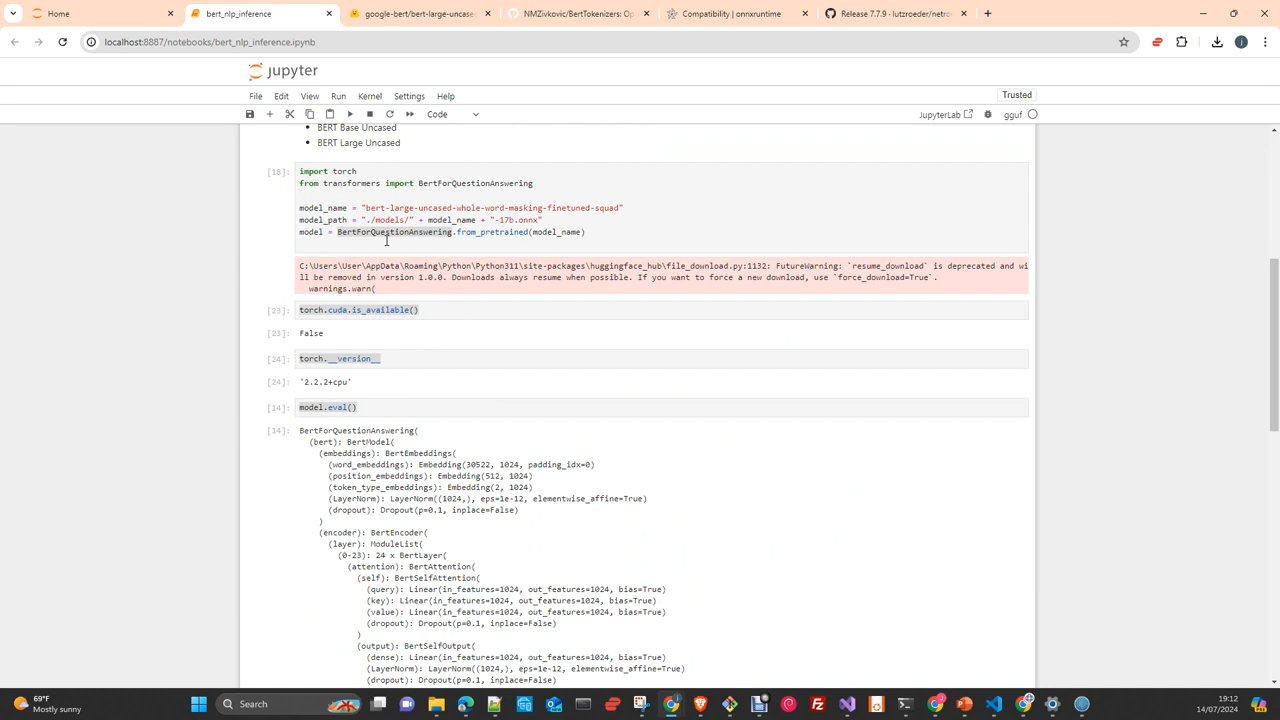 Home
bert_nlp_inference
google-bert/bert-large-uncased
NMZivkovic/BertTokenizers: Op
Compatibility | onnxruntime
Release 7.7.9 · lutzroeder/netro
localhost:8887/notebooks/bert_nlp_inference.ipynb
jupyter
File Edit View Run Kernel Settings Help
Trusted
Code
JupyterLab
gguf
BERT Base Uncased
BERT Large Uncased
[18]:
import torch
from transformers import BertForQuestionAnswering
model_name = "bert-large-uncased-whole-word-masking-finetuned-squad"
model_path = "./models/" + model_name + "-17b.onnx"
model = BertForQuestionAnswering.from_pretrained(model_name)
C:\Users\User\AppData\Roaming\Python\Python311\site-packages\huggingface_hub\file_download.py:1132: FutureWarning: `resume_download` is deprecated and wi
ll be removed in version 1.0.0. Downloads always resume when possible. If you want to force a new download, use `force_download=True`.
warnings.warn(
[23]: torch.cuda.is_available()
[23]: False
[24]: torch.__version__
[24]: '2.2.2+cpu'
[14]: model.eval()
[14]: BertForQuestionAnswering(
(bert): BertModel(
(embeddings): BertEmbeddings(
(word_embeddings): Embedding(30522, 1024, padding_idx=0)
(position_embeddings): Embedding(512, 1024)
(token_type_embeddings): Embedding(2, 1024)
(LayerNorm): LayerNorm((1024,), eps=1e-12, elementwise_affine=True)
(dropout): Dropout(p=0.1, inplace=False)
)
(encoder): BertEncoder(
(layer): ModuleList(
(0-23): 24 x BertLayer(
(attention): BertAttention(
(self): BertSelfAttention(
(query): Linear(in_features=1024, out_features=1024, bias=True)
(key): Linear(in_features=1024, out_features=1024, bias=True)
(value): Linear(in_features=1024, out_features=1024, bias=True)
(dropout): Dropout(p=0.1, inplace=False)
)
(output): BertSelfOutput(
(dense): Linear(in_features=1024, out_features=1024, bias=True)
(LayerNorm): LayerNorm((1024,), eps=1e-12, elementwise_affine=True)
(dropout): Dropout(p=0.1, inplace=False)
69°F
Mostly sunny
Search
19:12
14/07/2024